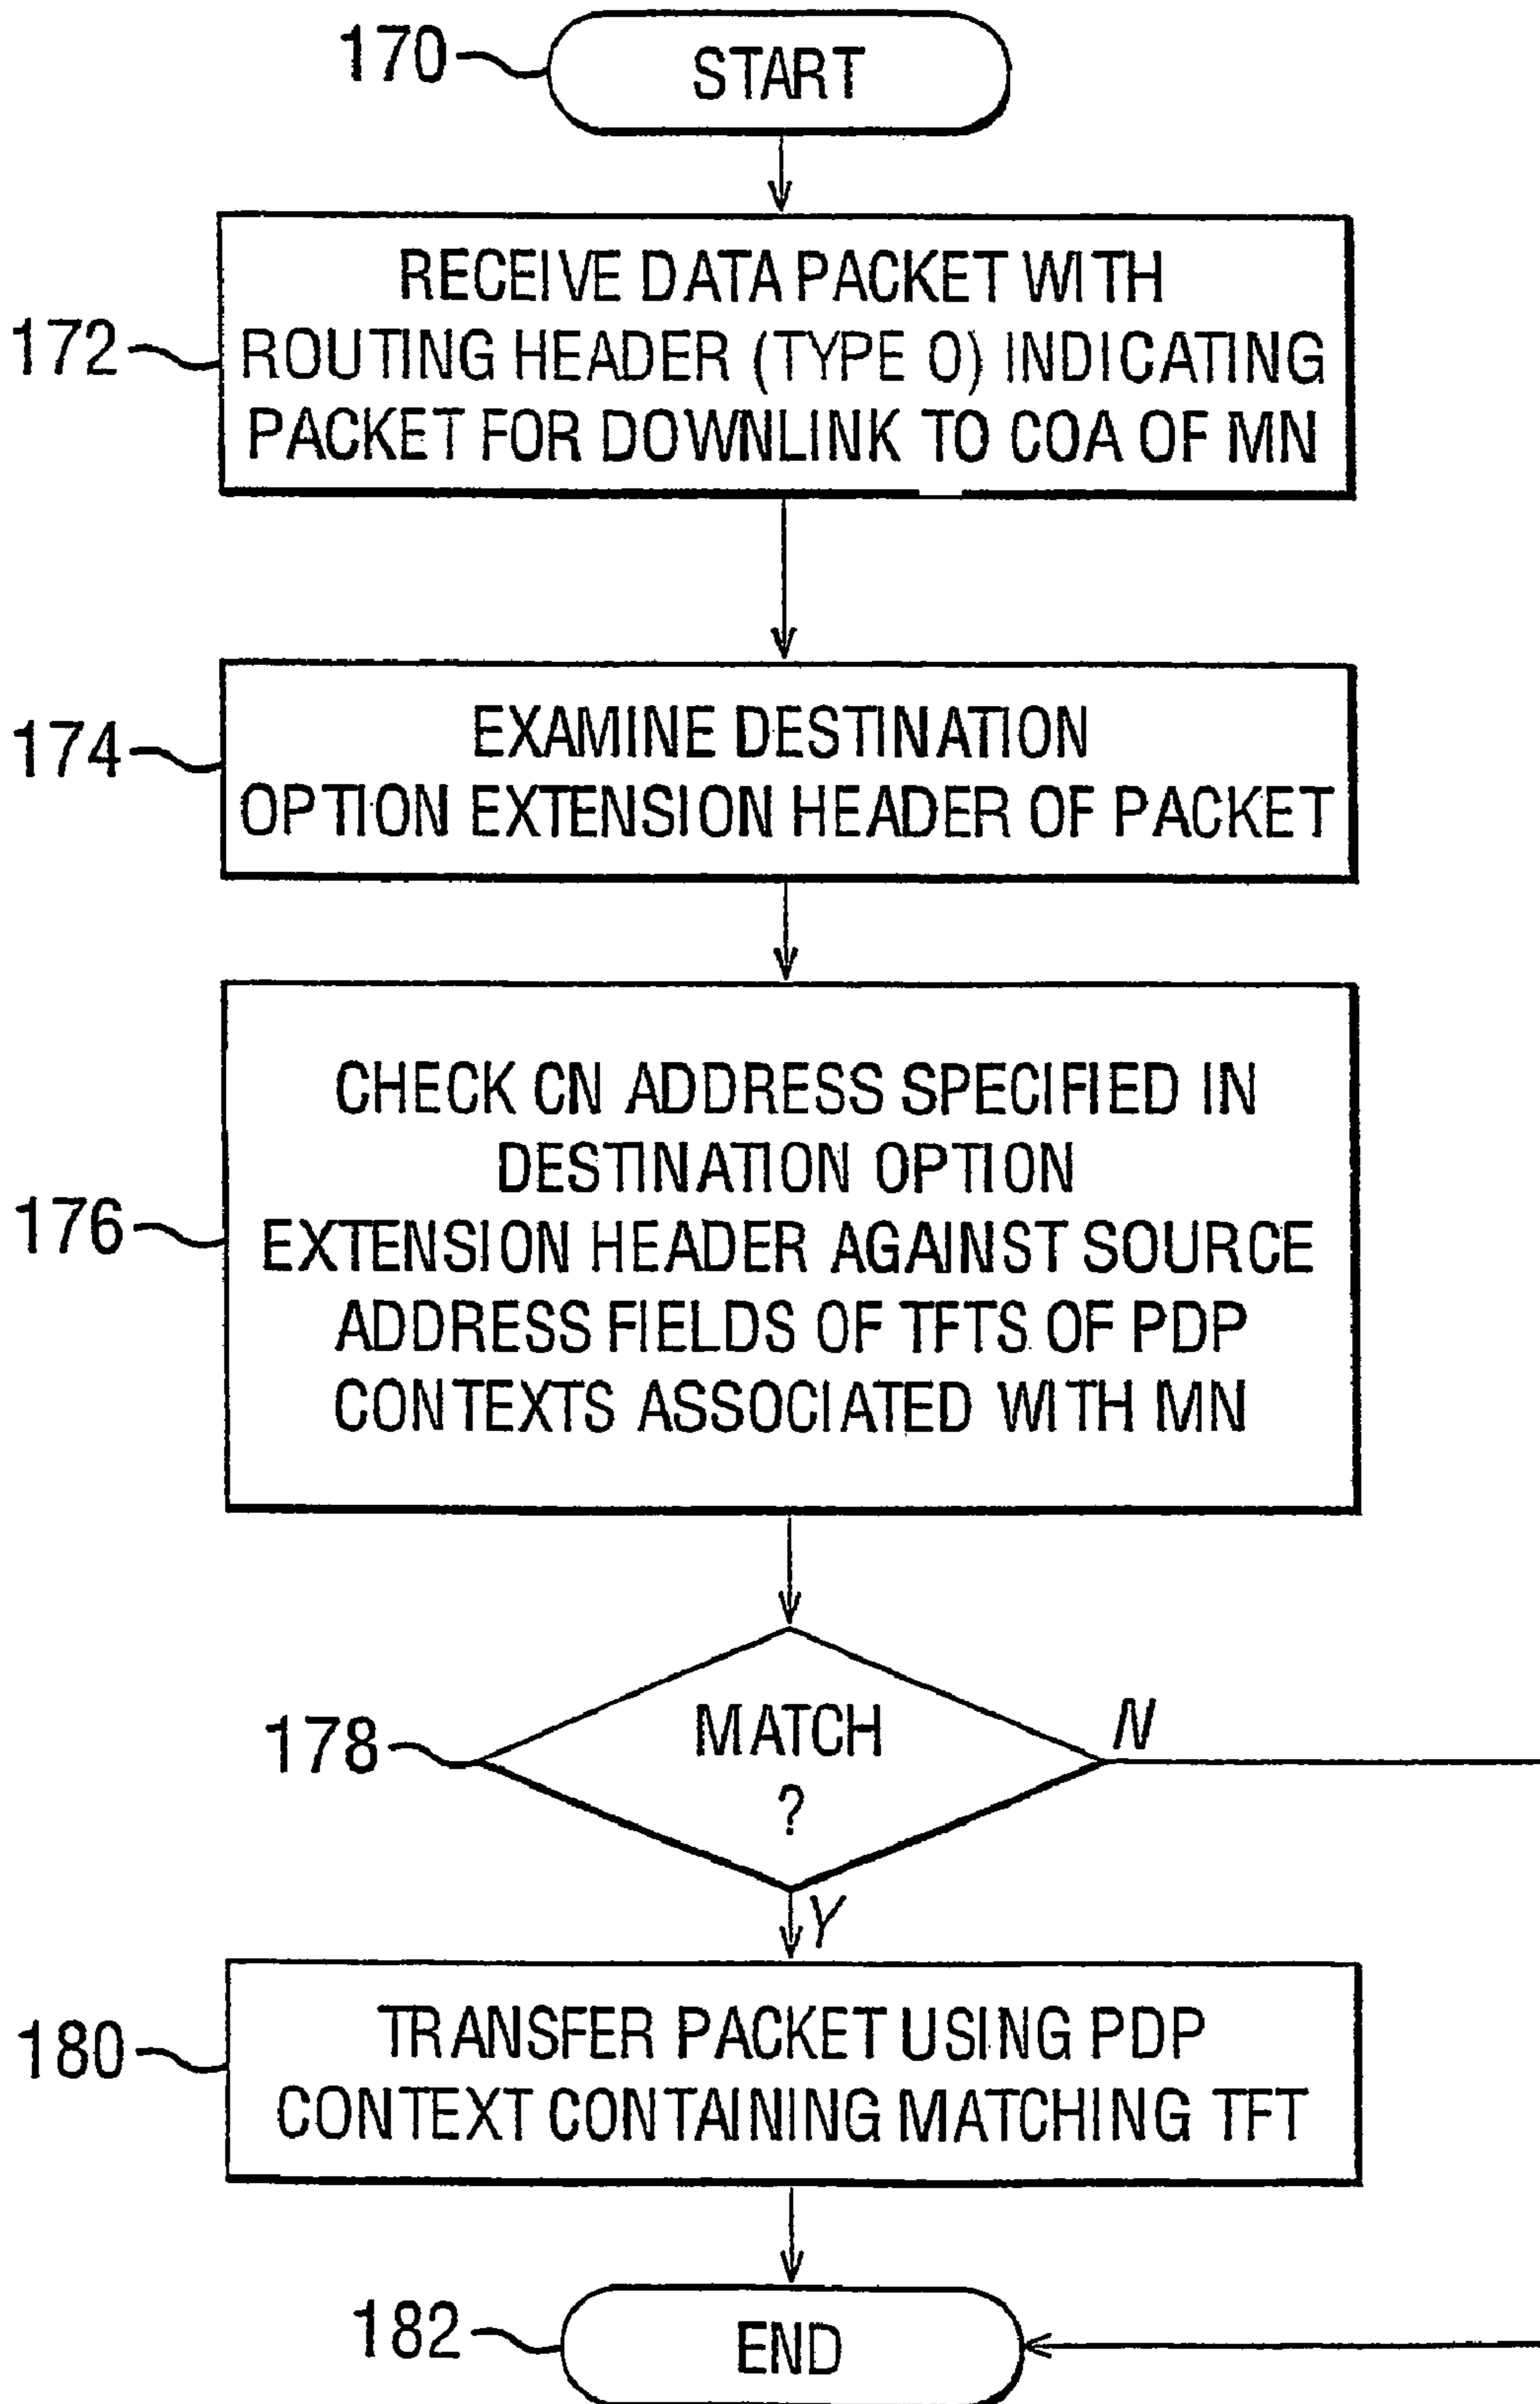 170
START
172
RECEIVE DATA PACKET WITH
ROUTING HEADER (TYPE 0) INDICATING
PACKET FOR DOWNLINK TO COA OF MN
174
EXAMINE DESTINATION
OPTION EXTENSION HEADER OF PACKET
176
CHECK CN ADDRESS SPECIFIED IN
DESTINATION OPTION
EXTENSION HEADER AGAINST SOURCE
ADDRESS FIELDS OF TFTS OF PDP
CONTEXTS ASSOCIATED WITH MN
178
MATCH
?
N
Y
180
TRANSFER PACKET USING PDP
CONTEXT CONTAINING MATCHING TFT
182
END